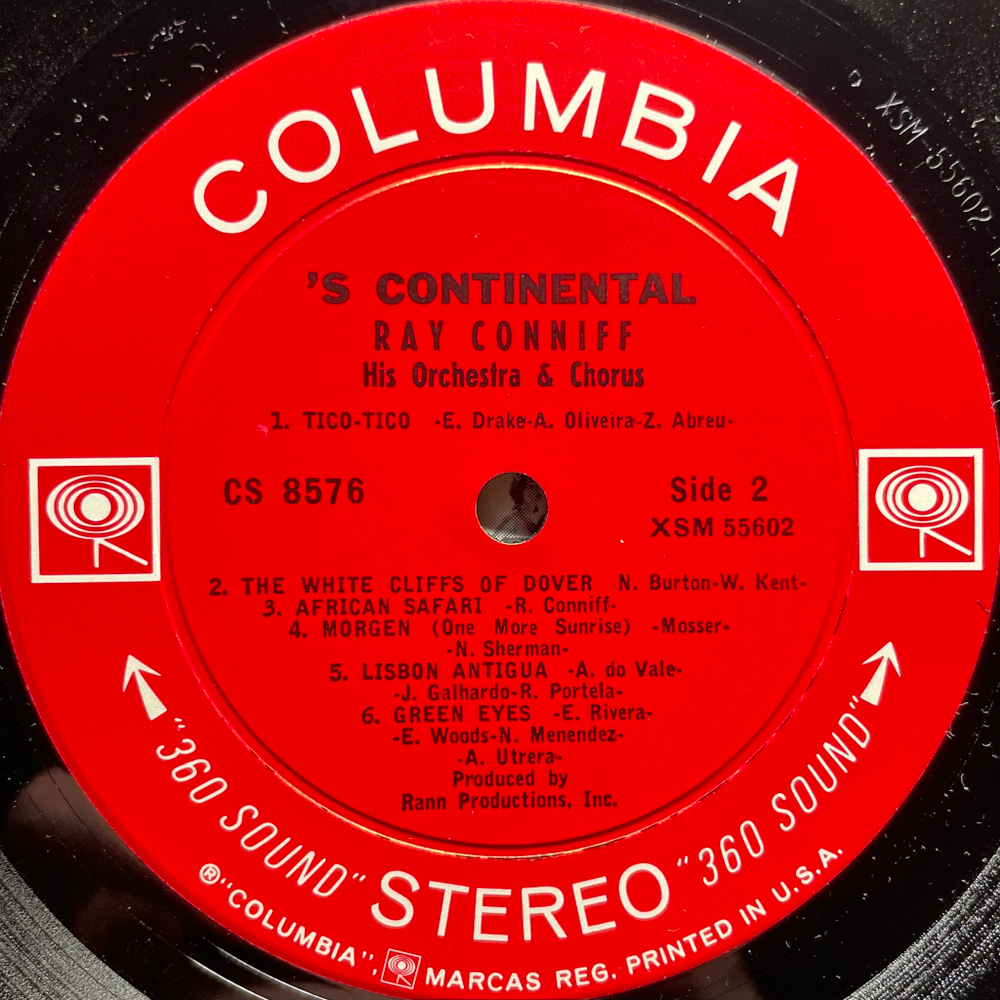 COLUMBIA
XSM-55602
'S CONTINENTAL
RAY CONNIFF
His Orchestra & Chorus
1. TICO-TICO -E. Drake-A. Oliveira-Z. Abreu-
CS 8576
Side 2
XSM 55602
2. THE WHITE CLIFFS OF DOVER N. Burton-W. Kent-
3. AFRICAN SAFARI -R. Conniff-
4. MORGEN (One More Sunrise) -Mosser-
-N. Sherman-
5. LISBON ANTIGUA -A. do Vale-
-J. Galhardo-R. Portela-
6. GREEN EYES -E. Rivera-
-E. Woods-N. Menendez-
-A. Utrera-
Produced by
Rann Productions, Inc.
"360 SOUND" STEREO "360 SOUND"
®"COLUMBIA", MARCAS REG. PRINTED IN U.S.A.